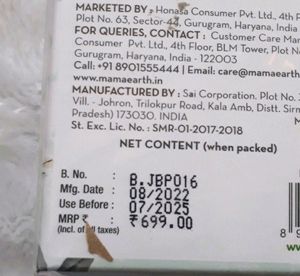 MARKETED BY : Honasa Consumer Pvt. Ltd., 4th F
Plot No. 63, Sector-44,
Gurugram, Haryana, India
FOR QUERIES, CONTACT : Customer Care Man
Consumer Pvt. Ltd., 4th Floor, BLM Tower, Plot No
Gurugram, Haryana, India - 122003
Call: +91 8901555444 | Email: care@mamaearth.in
www.mamaearth.in
MANUFACTURED BY : Sai Corporation. Plot No.
Vill. - Johron, Trilokpur Road, Kala Amb, Distt. Sirm
Pradesh) 173030. INDIA
St. Exc. Lic. No. : SMR-01-2017-2018
NET CONTENT (when packed)
B. No. : B.JBP016
Mfg. Date : 08/2022
Use Before : 07/2025
MRP ₹ : ₹699.00
(Incl. of all taxes)